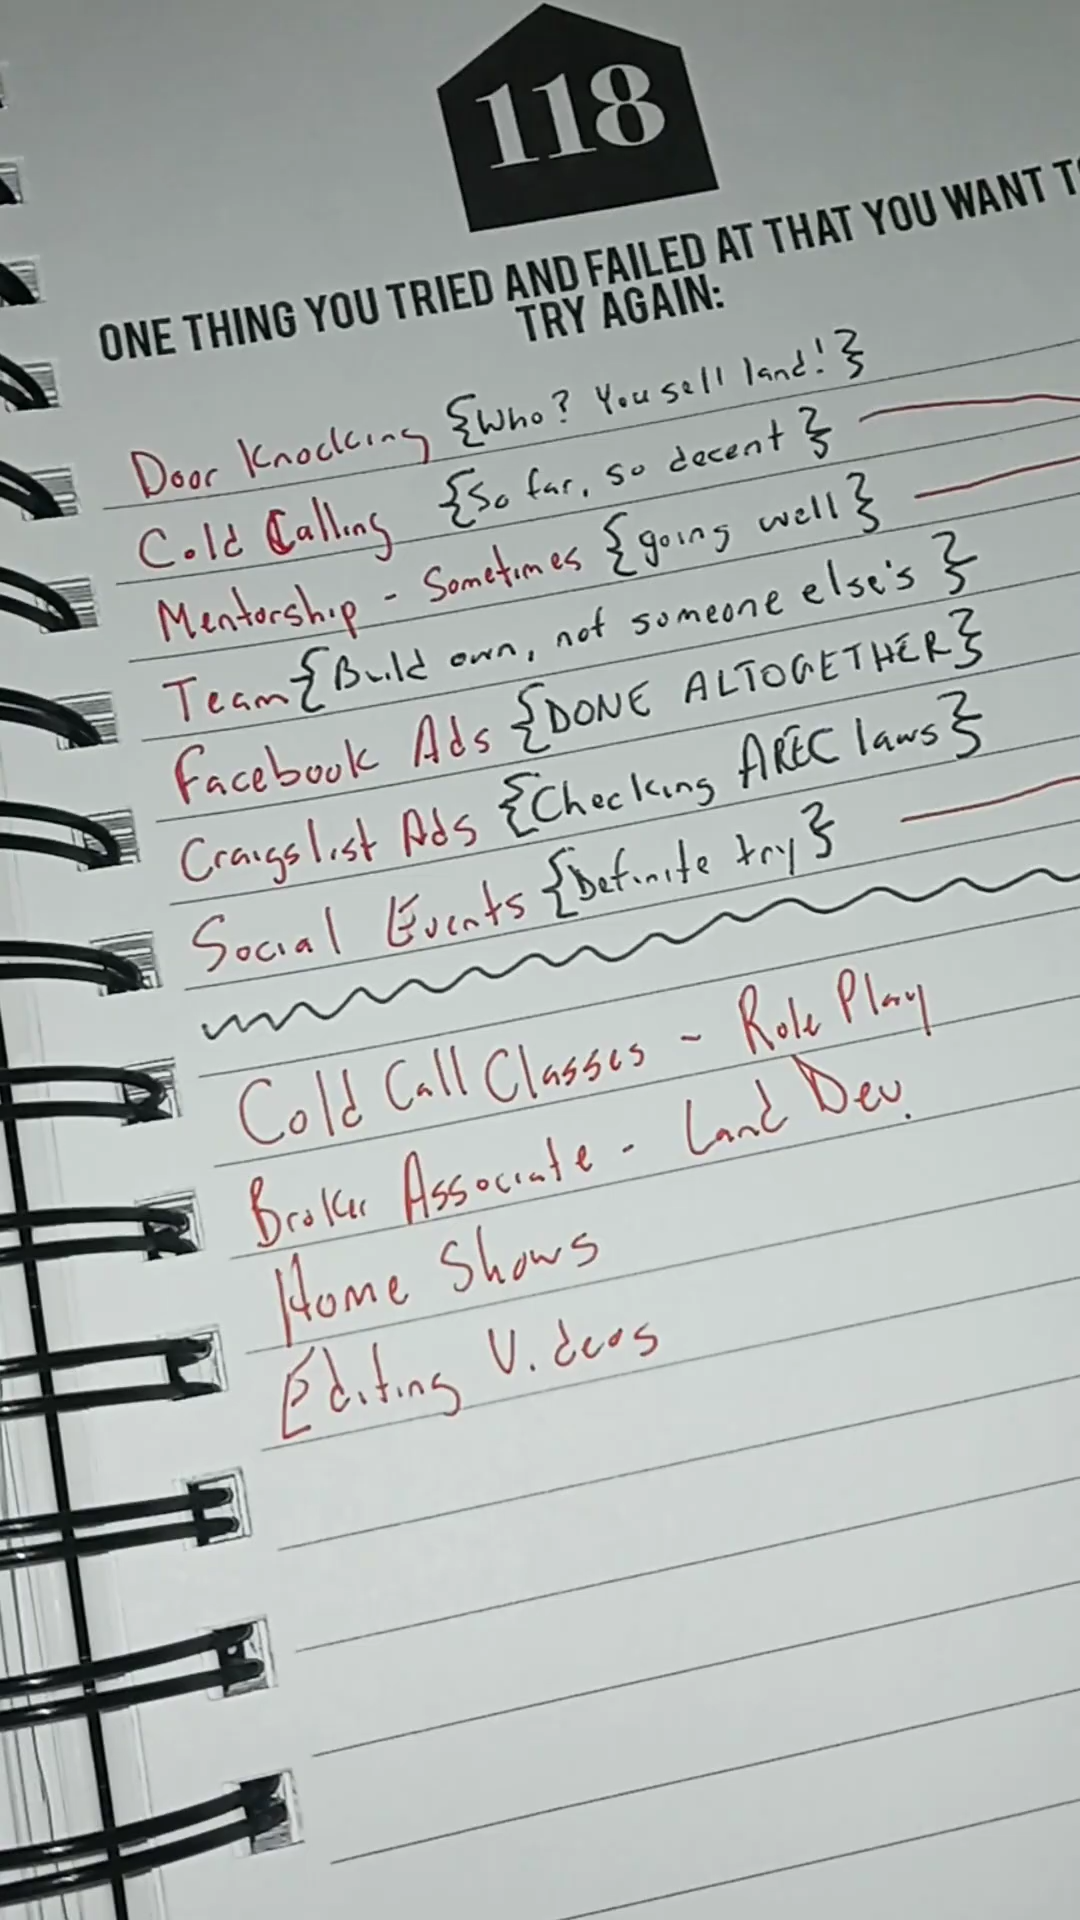 118
ONE THING YOU TRIED AND FAILED AT THAT YOU WANT TO
TRY AGAIN:
Door Knocking {Who? You sell land!}
Cold Calling {So far, so decent}
Mentorship - Sometimes {going well}
Team {Build own, not someone else's}
Facebook Ads {DONE ALTOGETHER}
Craigslist Ads {Checking AREC laws}
Social Events {Definite try}
Cold Call Classes - Role Play
Broker Associate - Land Dev.
Home Shows
Editing Videos